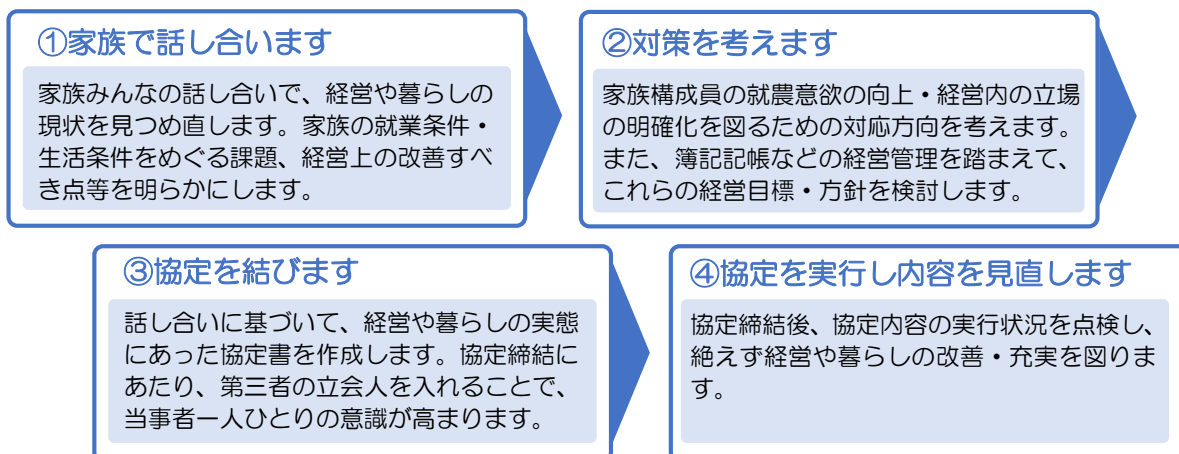 ①家族で話し合います
家族みんなの話し合いで、経営や暮らしの
現状を見つめ直します。家族の就業条件・
生活条件をめぐる課題、経営上の改善すべ
き点等を明らかにします。
②対策を考えます
家族構成員の就農意欲の向上・経営内の立場
の明確化を図るための対応方向を考えます。
また、簿記記帳などの経営管理を踏まえて、
これらの経営目標・方針を検討します。
③協定を結びます
話し合いに基づいて、経営や暮らしの実態
にあった協定書を作成します。協定締結に
あたり、第三者の立会人を入れることで、
当事者一人ひとりの意識が高まります。
④協定を実行し内容を見直します
協定締結後、協定内容の実行状況を点検し、
絶えず経営や暮らしの改善・充実を図りま
す。